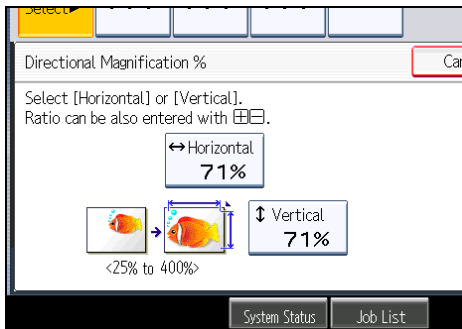 Select►
Directional Magnification %
Select [Horizontal] or [Vertical].
Ratio can be also entered with ⊞⊟.
↔ Horizontal
71%
↕ Vertical
71%
<25% to 400%>
System Status
Job List